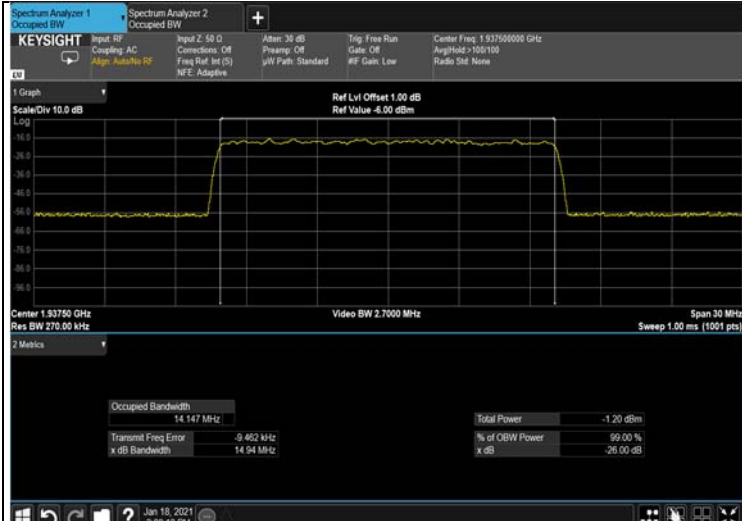 Spectrum Analyzer 1
Occupied BW
Spectrum Analyzer 2
Occupied BW
+
KEYSIGHT
Input: RF
Coupling: AC
Align: Auto/No RF
Input Z: 50 Ω
Corrections: Off
Freq Ref: Int (S)
NFE: Adaptive
Atten: 30 dB
Preamp: Off
µW Path: Standard
Trig: Free Run
Gate: Off
#IF Gain: Low
Center Freq: 1.937500000 GHz
Avg|Hold:>100/100
Radio Std: None
1 Graph
Scale/Div 10.0 dB
Ref Lvl Offset 1.00 dB
Ref Value -6.00 dBm
Log
-16.0
-26.0
-36.0
-46.0
-56.0
-66.0
-76.0
-86.0
-96.0
Center 1.93750 GHz
Res BW 270.00 kHz
Video BW 2.7000 MHz
Span 30 MHz
Sweep 1.00 ms (1001 pts)
2 Metrics
Occupied Bandwidth
14.147 MHz
Transmit Freq Error -9.462 kHz
x dB Bandwidth 14.94 MHz
Total Power -1.20 dBm
% of OBW Power 99.00 %
x dB -26.00 dB
?
Jan 18, 2021